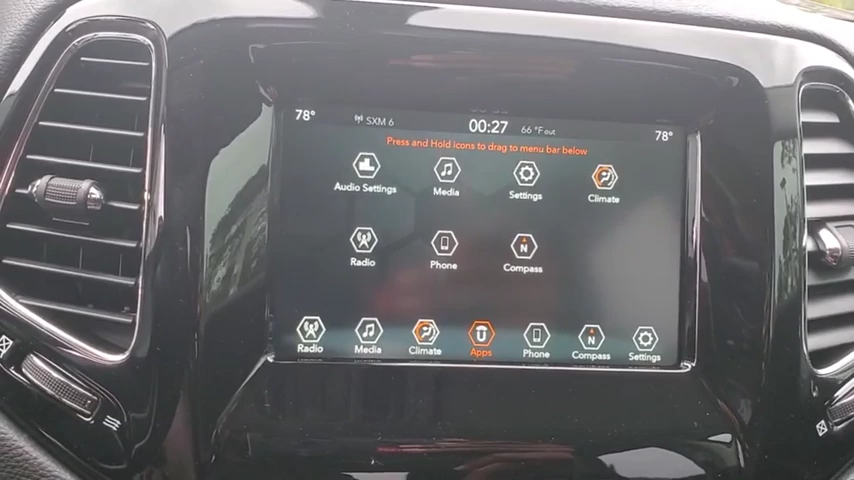 78° SXM 6 00:27 66 °F out 78°
Press and Hold icons to drag to menu bar below
Audio Settings Media Settings Climate
Radio Phone N Compass
Radio Media Climate U Apps Phone N Compass Settings